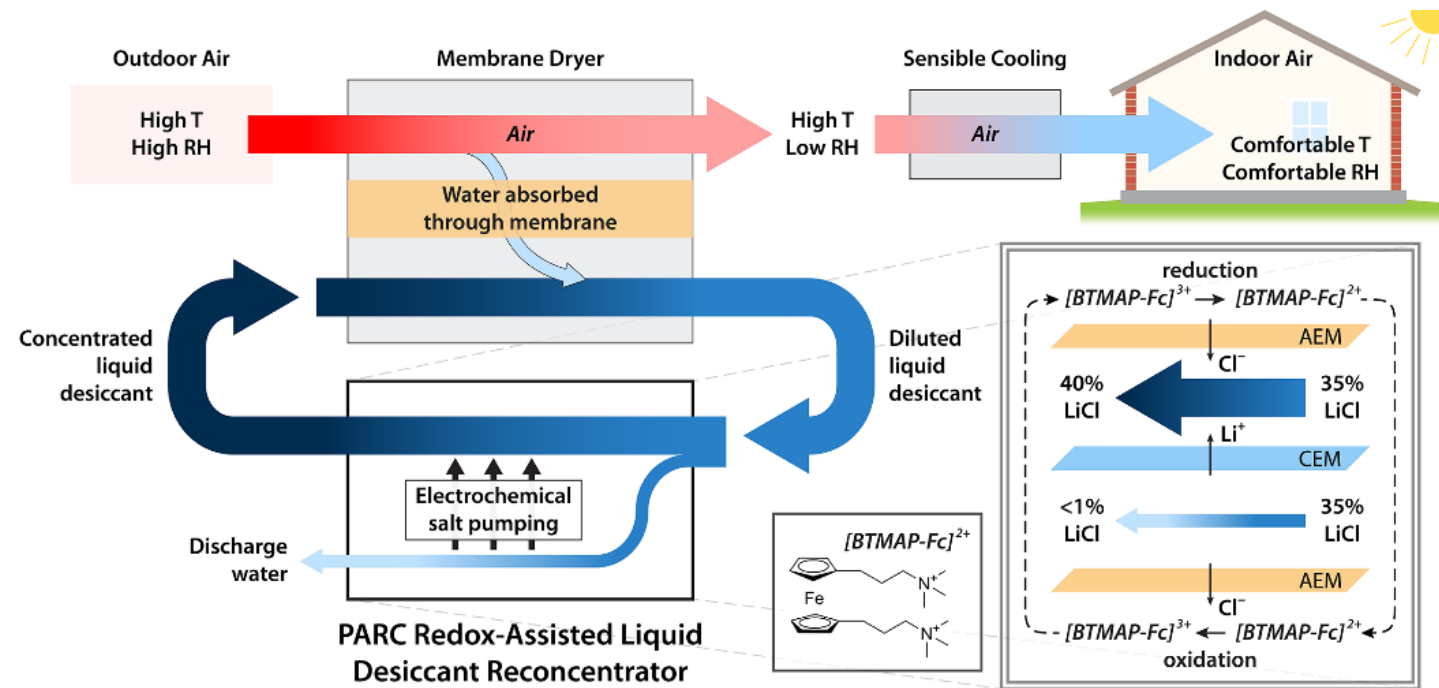 Outdoor Air
High T
High RH
Membrane Dryer
Air
Water absorbed
through membrane
High T
Low RH
Sensible Cooling
Air
Indoor Air
Comfortable T
Comfortable RH
Concentrated
liquid
desiccant
Diluted
liquid
desiccant
Electrochemical
salt pumping
Discharge
water
PARC Redox-Assisted Liquid
Desiccant Reconcentrator
[BTMAP-Fc]²⁺
Fe
N⁺
N⁺
reduction
[BTMAP-Fc]³⁺ → [BTMAP-Fc]²⁺
AEM
Cl⁻
40%
LiCl
35%
LiCl
Li⁺
CEM
<1%
LiCl
35%
LiCl
AEM
Cl⁻
[BTMAP-Fc]³⁺ ← [BTMAP-Fc]²⁺
oxidation